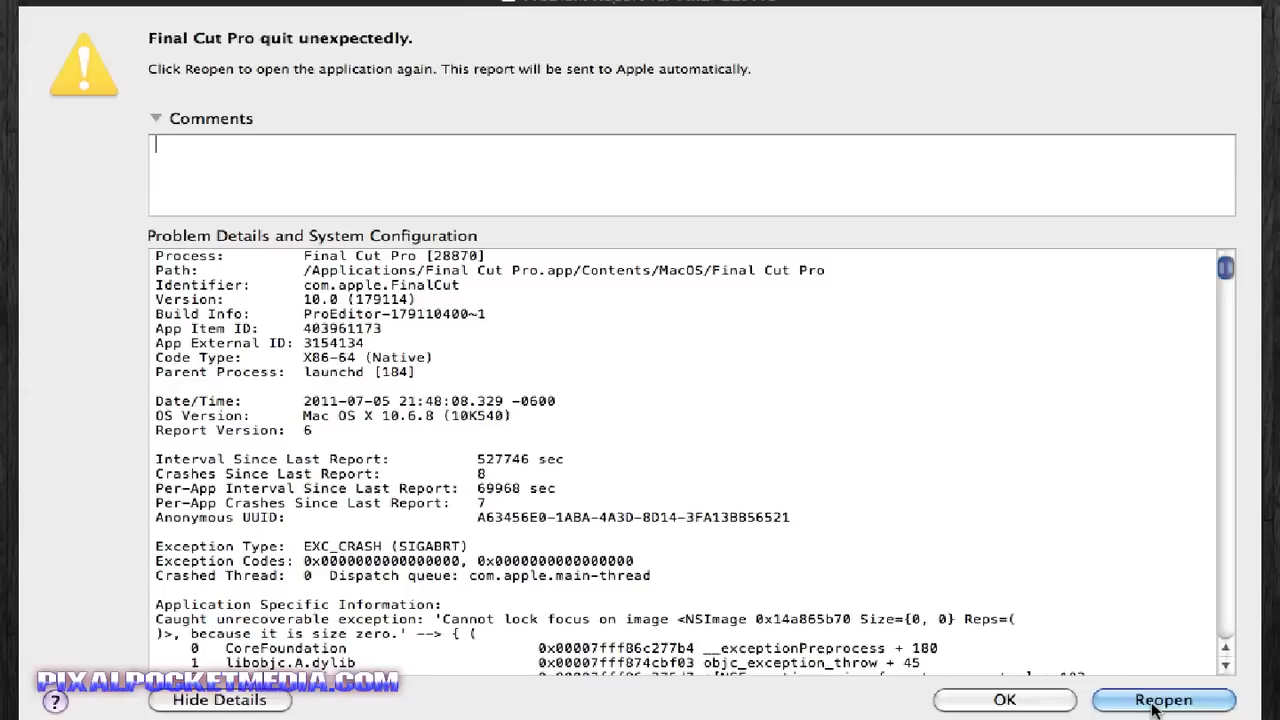 Final Cut Pro quit unexpectedly.
Click Reopen to open the application again. This report will be sent to Apple automatically.
Comments
Problem Details and System Configuration
Process: Final Cut Pro [28870]
Path: /Applications/Final Cut Pro.app/Contents/MacOS/Final Cut Pro
Identifier: com.apple.FinalCut
Version: 10.0 (179114)
Build Info: ProEditor-179110400~1
App Item ID: 403961173
App External ID: 3154134
Code Type: X86-64 (Native)
Parent Process: launchd [184]
Date/Time: 2011-07-05 21:48:08.329 -0600
OS Version: Mac OS X 10.6.8 (10K540)
Report Version: 6
Interval Since Last Report: 527746 sec
Crashes Since Last Report: 8
Per-App Interval Since Last Report: 69968 sec
Per-App Crashes Since Last Report: 7
Anonymous UUID: A63456E0-1ABA-4A3D-8D14-3FA13BB56521
Exception Type: EXC_CRASH (SIGABRT)
Exception Codes: 0x0000000000000000, 0x0000000000000000
Crashed Thread: 0 Dispatch queue: com.apple.main-thread
Application Specific Information:
Caught unrecoverable exception: 'Cannot lock focus on image <NSImage 0x14a865b70 Size={0, 0} Reps=(
)>, because it is size zero.' --> { (
0 CoreFoundation 0x00007fff86c277b4 __exceptionPreprocess + 180
1 libobjc.A.dylib 0x00007fff874cbf03 objc_exception_throw + 45
PIXALPOCKETMEDIA.COM
? Hide Details OK Reopen